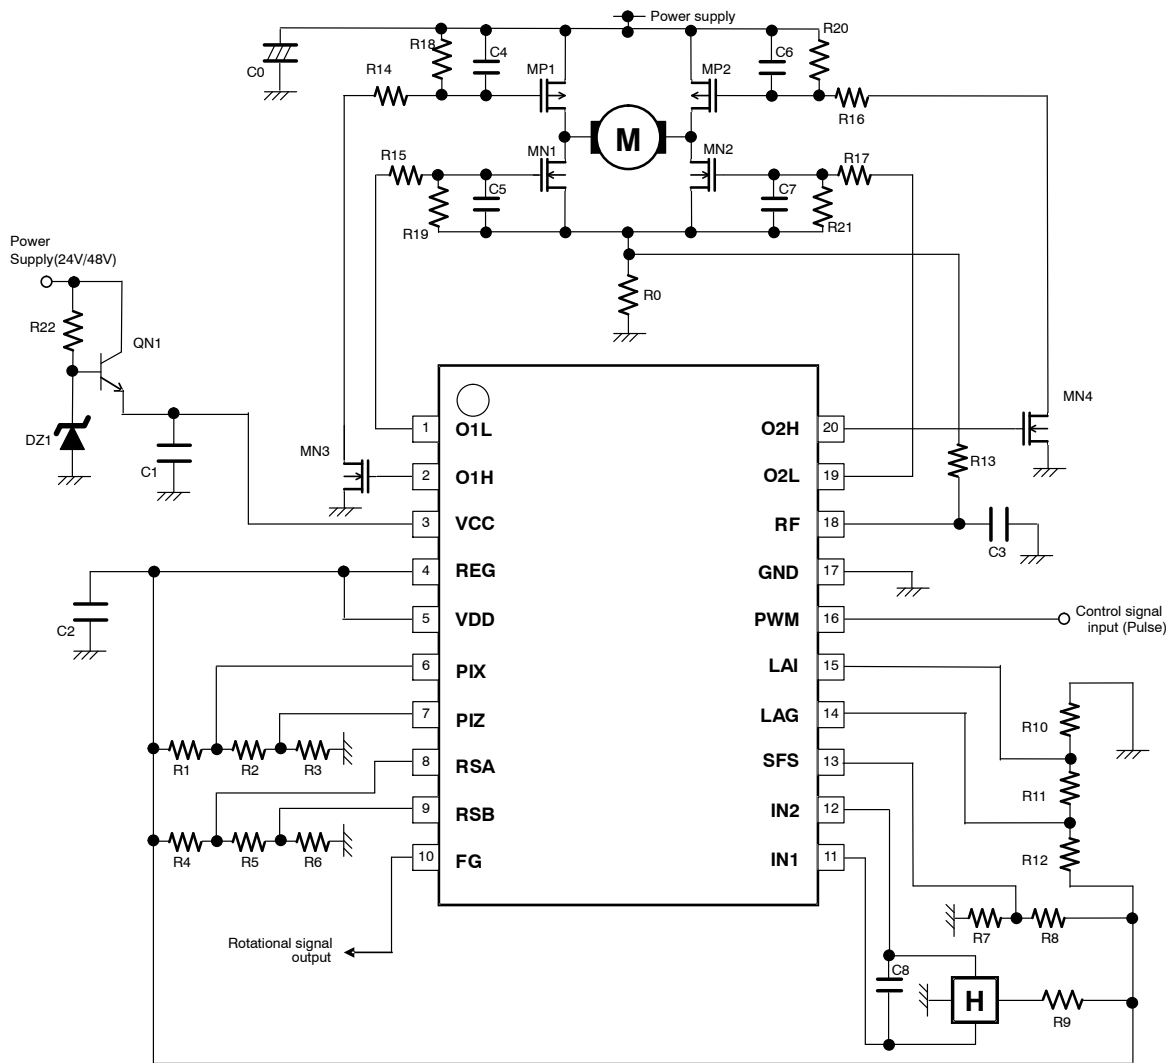 Power supply
R18
C4
C6
R20
C0
R14
MP1
MP2
R16
M
R15
MN1
MN2
R17
C5
C7
R19
R21
Power
Supply(24V/48V)
R0
R22
QN1
DZ1
C1
MN3
MN4
R13
C3
1 O1L
O2H 20
2 O1H
O2L 19
3 VCC
RF 18
4 REG
GND 17
5 VDD
PWM 16
6 PIX
LAI 15
7 PIZ
LAG 14
8 RSA
SFS 13
9 RSB
IN2 12
10 FG
IN1 11
C2
Control signal
input (Pulse)
R1 R2 R3
R4 R5 R6
R10
R11
R12
R7 R8
Rotational signal
output
C8
H
R9